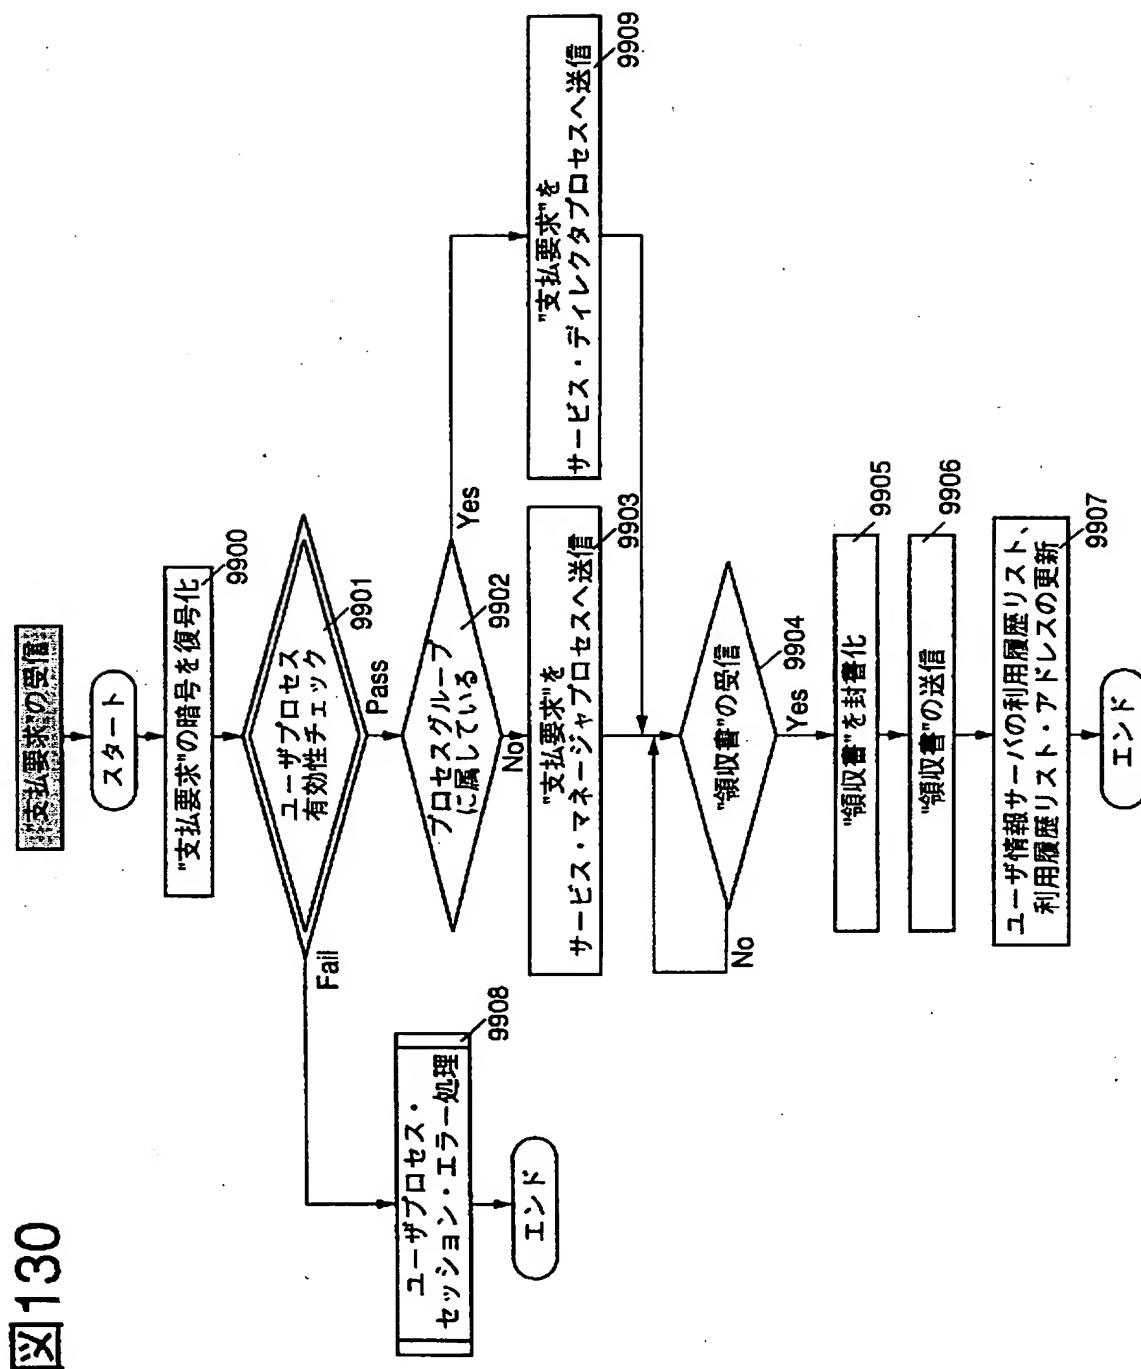 図130
"支払要求"の受信
スタート
"支払要求"の暗号を復号化
9900
ユーザプロセス
有効性チェック
9901
Fail
Pass
プロセスグループ
に属している
9902
Yes
No
"支払要求"を
サービス・マネージャプロセスへ送信
9903
"支払要求"を
サービス・ディレクタプロセスへ送信
9909
"領収書"の受信
9904
No
Yes
"領収書"を封書化
9905
"領収書"の送信
9906
ユーザ情報サーバの利用履歴リスト、
利用履歴リスト・アドレスの更新
9907
エンド
ユーザプロセス・
セッション・エラー処理
9908
エンド